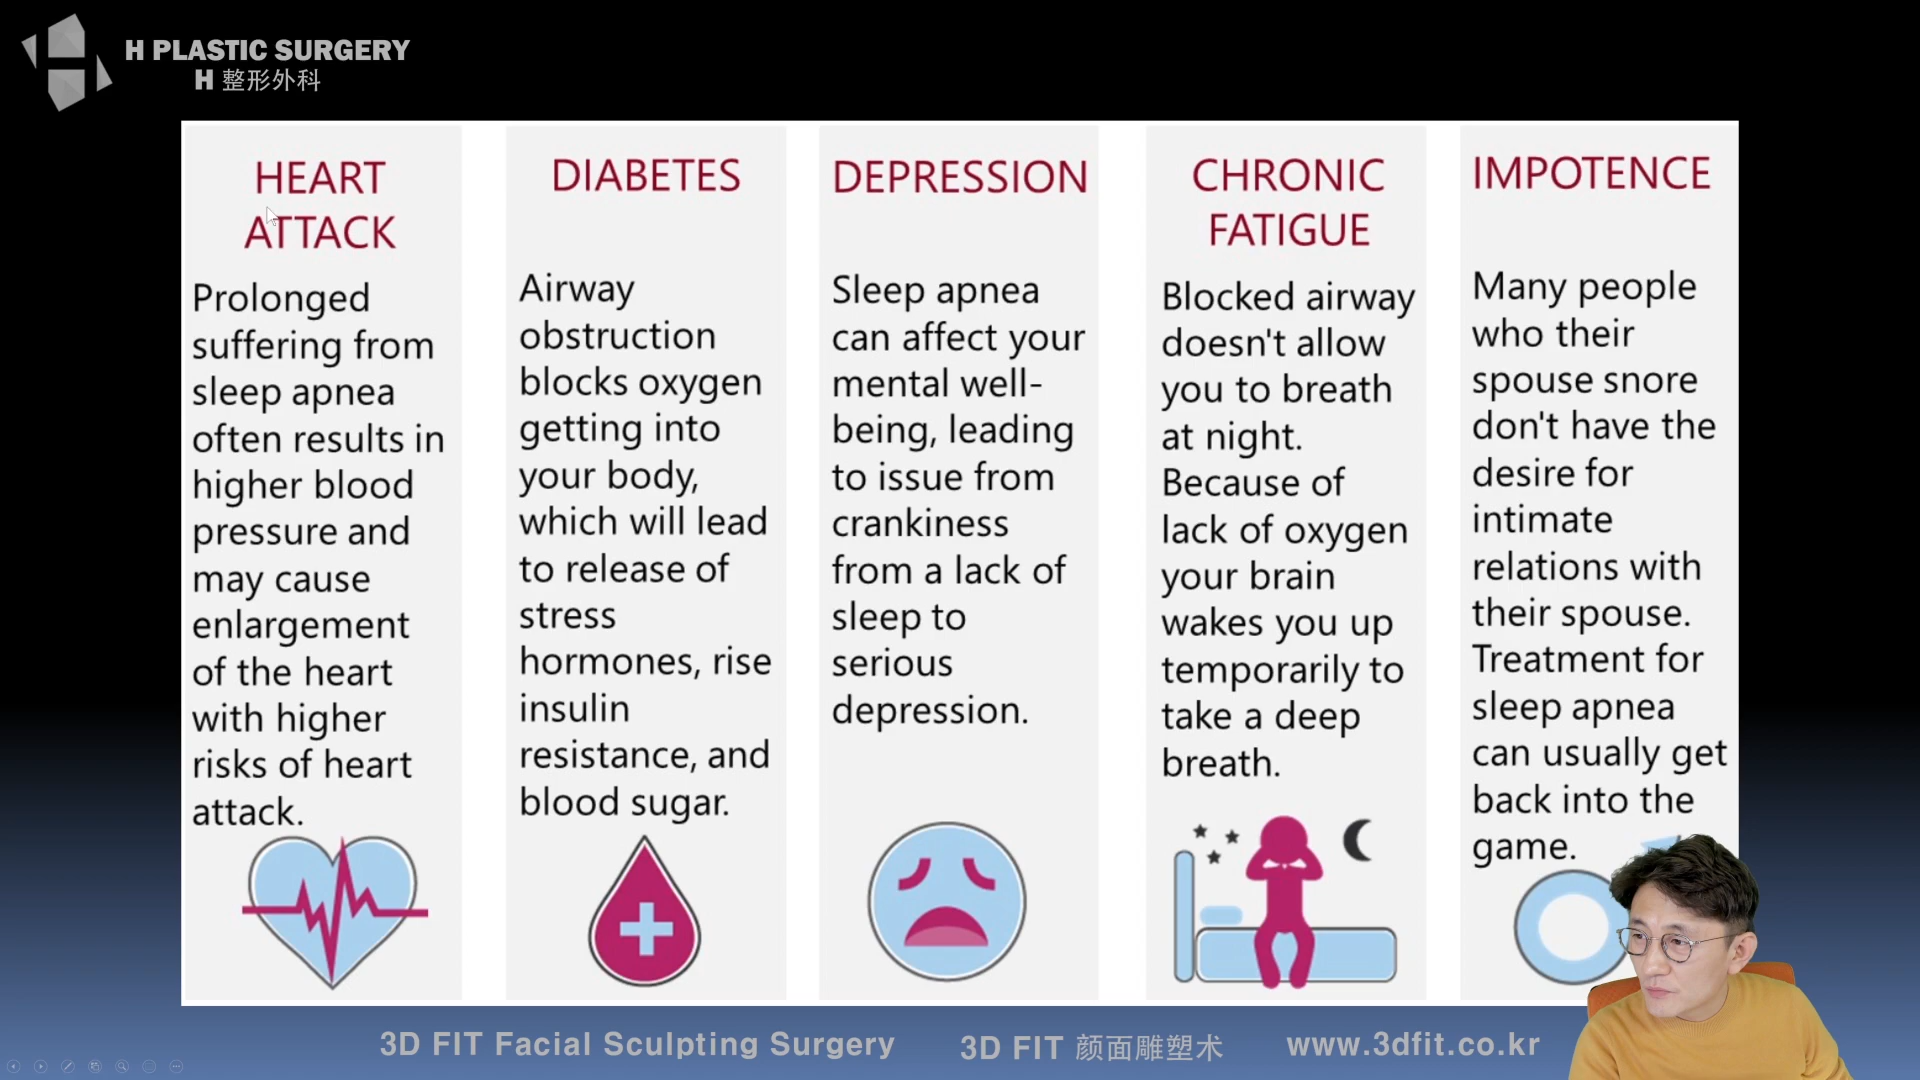 H PLASTIC SURGERY
H 整形外科
HEART
ATTACK
Prolonged
suffering from
sleep apnea
often results in
higher blood
pressure and
may cause
enlargement
of the heart
with higher
risks of heart
attack.
DIABETES
Airway
obstruction
blocks oxygen
getting into
your body,
which will lead
to release of
stress
hormones, rise
insulin
resistance, and
blood sugar.
DEPRESSION
Sleep apnea
can affect your
mental well-
being, leading
to issue from
crankiness
from a lack of
sleep to
serious
depression.
CHRONIC
FATIGUE
Blocked airway
doesn't allow
you to breath
at night.
Because of
lack of oxygen
your brain
wakes you up
temporarily to
take a deep
breath.
IMPOTENCE
Many people
who their
spouse snore
don't have the
desire for
intimate
relations with
their spouse.
Treatment for
sleep apnea
can usually get
back into the
game.
3D FIT Facial Sculpting Surgery
3D FIT 颜面雕塑术
www.3dfit.co.kr